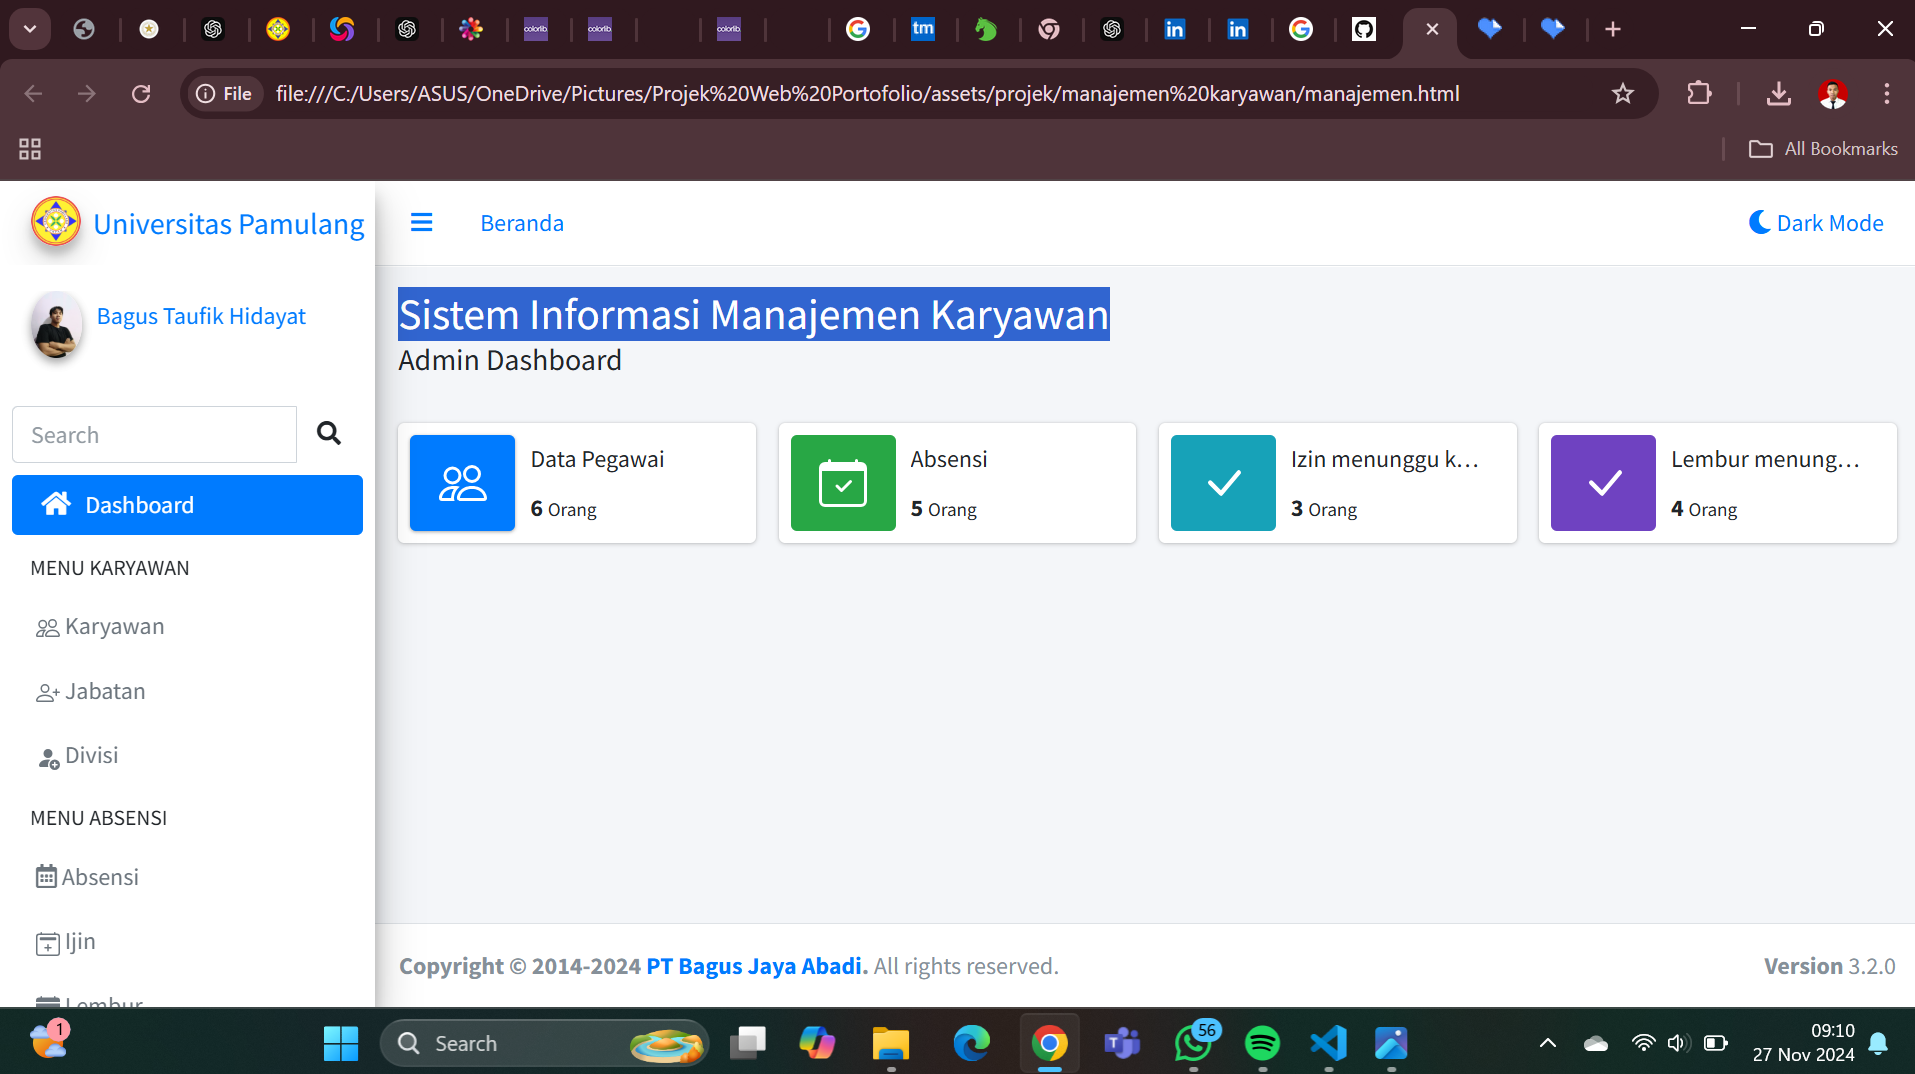 colorlib.
colorlib.
colorlib.
tm
in
in
File
file:///C:/Users/ASUS/OneDrive/Pictures/Projek%20Web%20Portofolio/assets/projek/manajemen%20karyawan/manajemen.html
All Bookmarks
Universitas Pamulang
Beranda
Dark Mode
Bagus Taufik Hidayat
Sistem Informasi Manajemen Karyawan
Admin Dashboard
Search
Dashboard
Data Pegawai
6 Orang
Absensi
5 Orang
Izin menunggu k...
3 Orang
Lembur menung...
4 Orang
MENU KARYAWAN
Karyawan
Jabatan
Divisi
MENU ABSENSI
Absensi
Ijin
Lembur
Copyright © 2014-2024 PT Bagus Jaya Abadi. All rights reserved.
Version 3.2.0
1
Search
56
09:10
27 Nov 2024